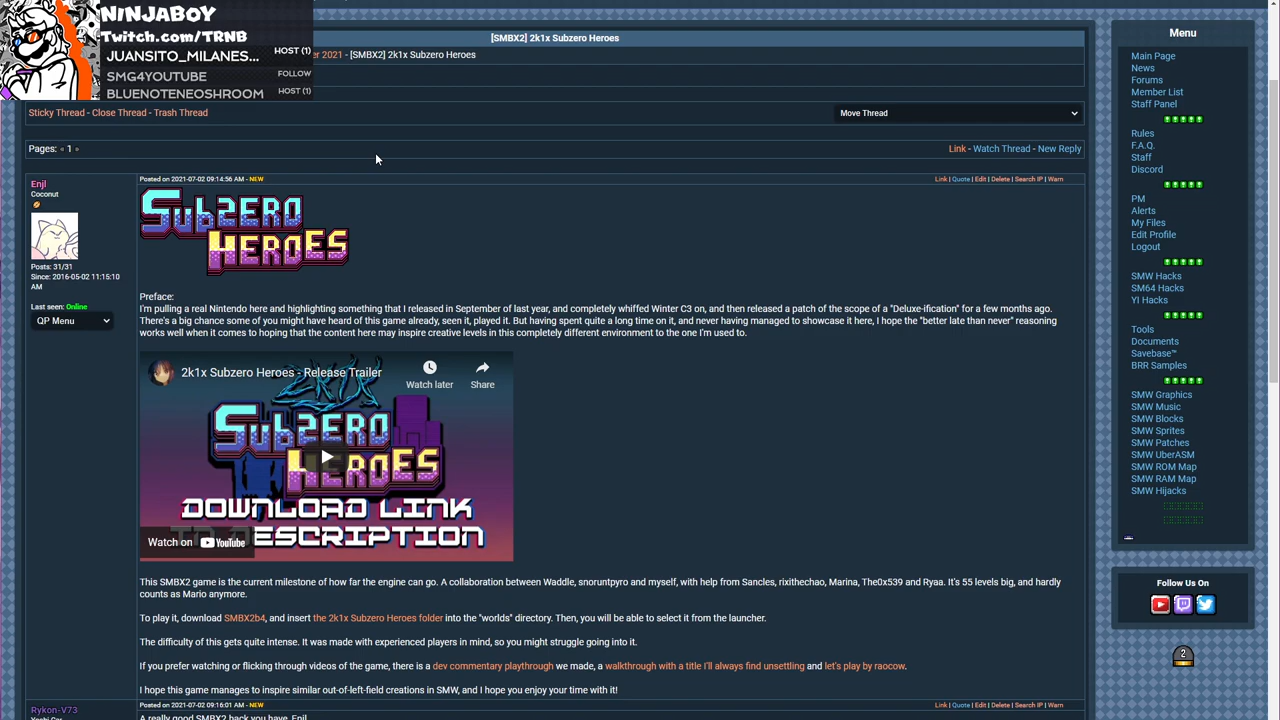 NiNJABOY
Twitch.com/TRNB
JUANSITO_MILANES... HOST (1)
SMG4YOUTUBE FOLLOW
BLUENOTENEOSHROOM HOST (1)
[SMBX2] 2k1x Subzero Heroes
er 2021 - [SMBX2] 2k1x Subzero Heroes
Sticky Thread - Close Thread - Trash Thread
Move Thread
Pages: « 1 »
Link - Watch Thread - New Reply
Enjl
Coconut
Posts: 31/31
Since: 2016-05-02 11:15:10
AM
Last seen: Online
QP Menu
Posted on 2021-07-02 09:14:56 AM - NEW
Link | Quote | Edit | Delete | Search IP | Warn
SUBZERO
HEROES
Preface:
I'm pulling a real Nintendo here and highlighting something that I released in September of last year, and completely whiffed Winter C3 on, and then released a patch of the scope of a "Deluxe-ification" for a few months ago.
There's a big chance some of you might have heard of this game already, seen it, played it. But having spent quite a long time on it, and never having managed to showcase it here, I hope the "better late than never" reasoning
works well when it comes to hoping that the content here may inspire creative levels in this completely different environment to the one I'm used to.
2k1x Subzero Heroes - Release Trailer
Watch later
Share
2K1X
SUBZERO
HEROES
DOWNLOAD LINK
ESCRIPTION
Watch on YouTube
This SMBX2 game is the current milestone of how far the engine can go. A collaboration between Waddle, snoruntpyro and myself, with help from Sancles, rixithechao, Marina, The0x539 and Ryaa. It's 55 levels big, and hardly
counts as Mario anymore.
To play it, download SMBX2b4, and insert the 2k1x Subzero Heroes folder into the "worlds" directory. Then, you will be able to select it from the launcher.
The difficulty of this gets quite intense. It was made with experienced players in mind, so you might struggle going into it.
If you prefer watching or flicking through videos of the game, there is a dev commentary playthrough we made, a walkthrough with a title I'll always find unsettling and let's play by raocow.
I hope this game manages to inspire similar out-of-left-field creations in SMW, and I hope you enjoy your time with it!
Rykon-V73
Posted on 2021-07-02 09:16:01 AM - NEW
Link | Quote | Edit | Delete | Search IP | Warn
A really good SMBX2 hack you have, Enjl
Menu
Main Page
News
Forums
Member List
Staff Panel
Rules
F.A.Q.
Staff
Discord
PM
Alerts
My Files
Edit Profile
Logout
SMW Hacks
SM64 Hacks
YI Hacks
Tools
Documents
Savebase™
BRR Samples
SMW Graphics
SMW Music
SMW Blocks
SMW Sprites
SMW Patches
SMW UberASM
SMW ROM Map
SMW RAM Map
SMW Hijacks
Follow Us On
2